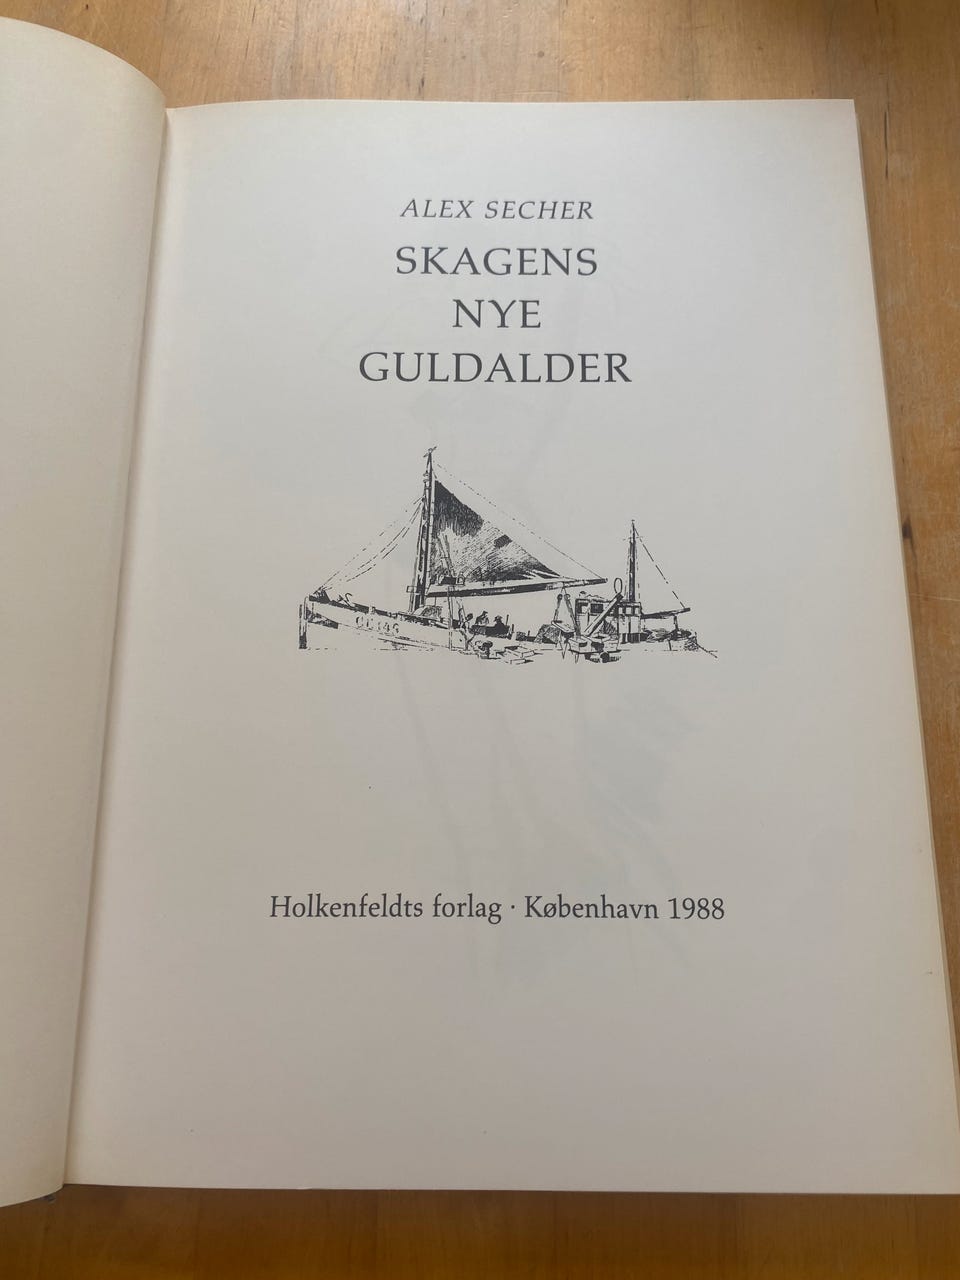 ALEX SECHER
SKAGENS
NYE
GULDALDER
Holkenfeldts forlag · København 1988